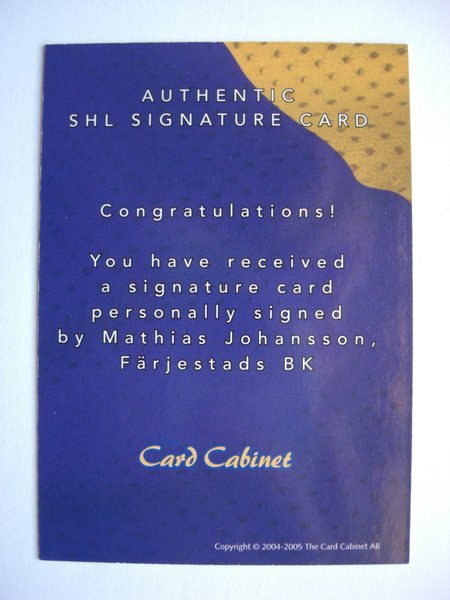 AUTHENTIC
SHL SIGNATURE CARD
Congratulations!
You have received
a signature card
personally signed
by Mathias Johansson,
Färjestads BK
Card Cabinet
Copyright © 2004-2005 The Card Cabinet AB